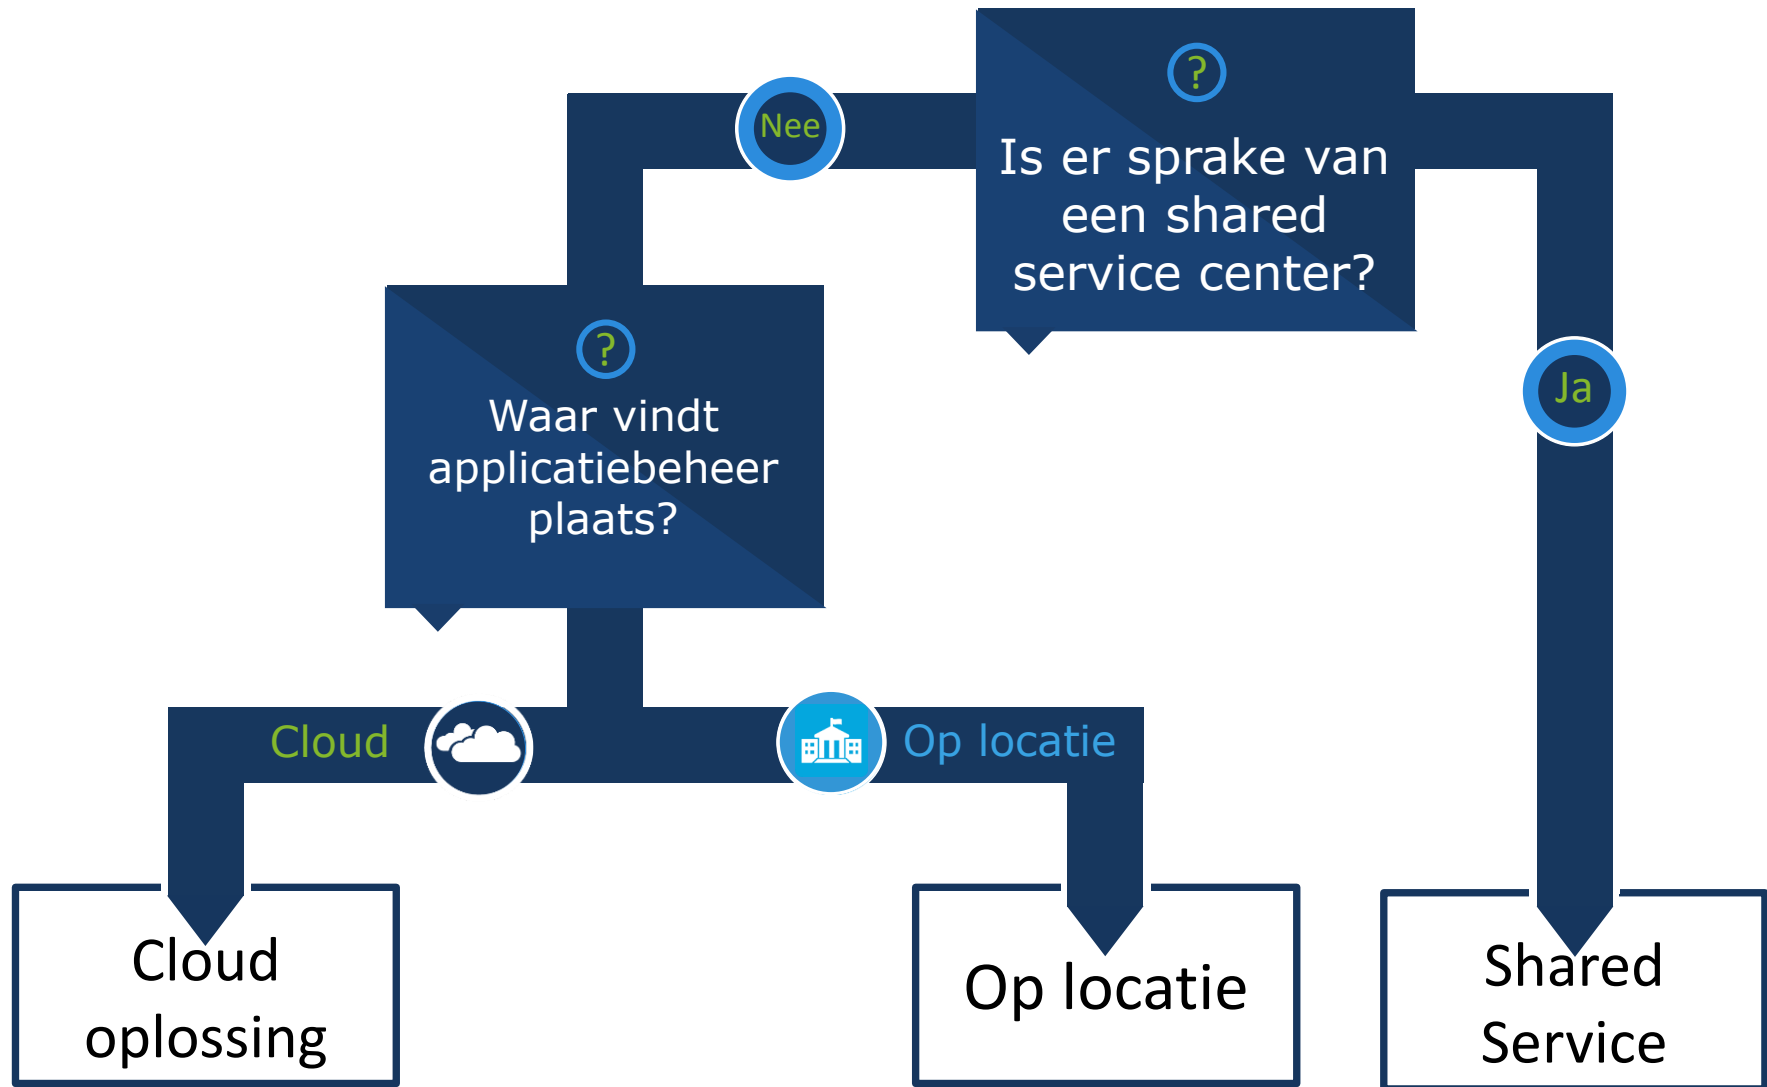 ?
Is er sprake van
een shared
service center?
Nee
Ja
?
Waar vindt
applicatiebeheer
plaats?
Cloud
Op locatie
Cloud
oplossing
Op locatie
Shared
Service